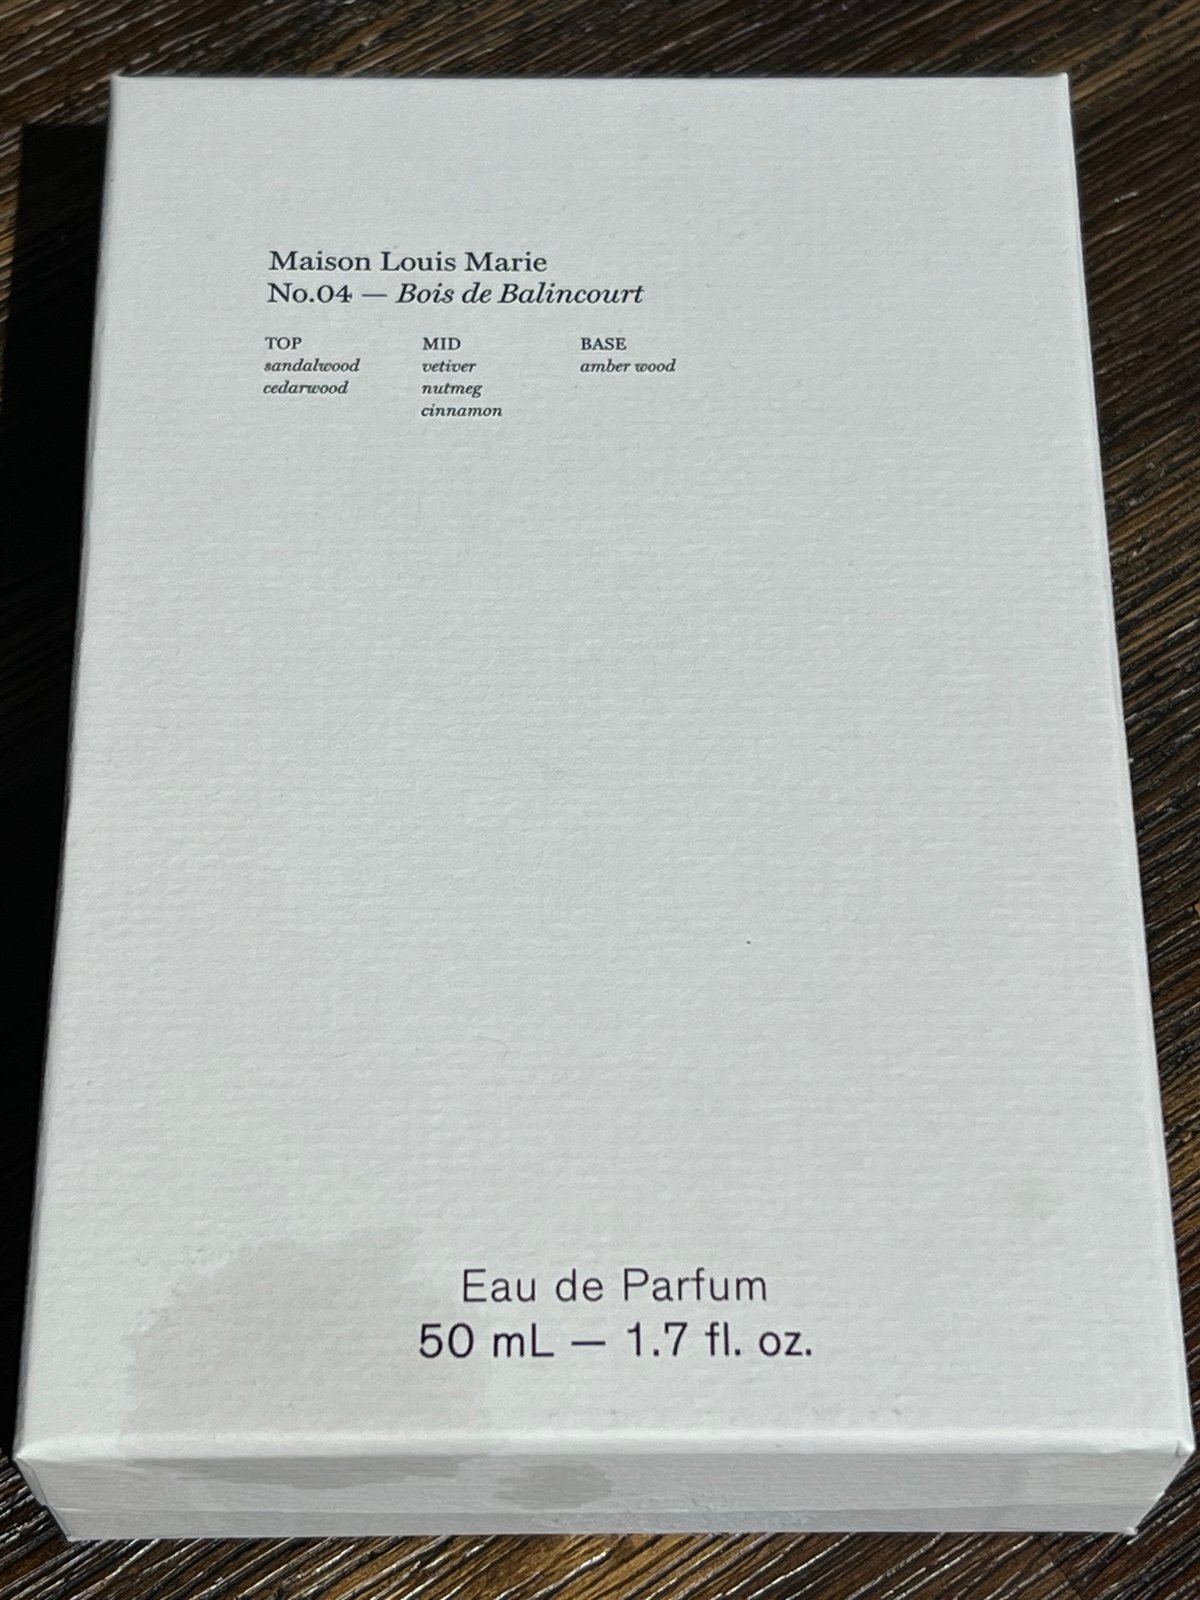 Maison Louis Marie
No.04 — Bois de Balincourt
TOP
sandalwood
cedarwood
MID
vetiver
nutmeg
cinnamon
BASE
amber wood
Eau de Parfum
50 mL — 1.7 fl. oz.